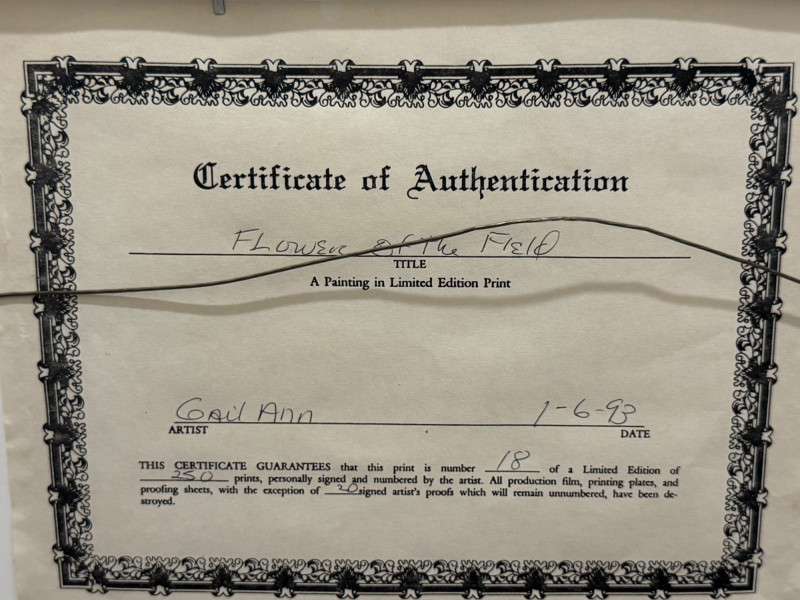 Certificate of Authentication
Flower of the Field
TITLE
A Painting in Limited Edition Print
Gail Ann 1-6-93
ARTIST DATE
THIS CERTIFICATE GUARANTEES that this print is number 18 of a Limited Edition of
250 prints, personally signed and numbered by the artist. All production film, printing plates, and
proofing sheets, with the exception of 20 signed artist's proofs which will remain unnumbered, have been de-
stroyed.